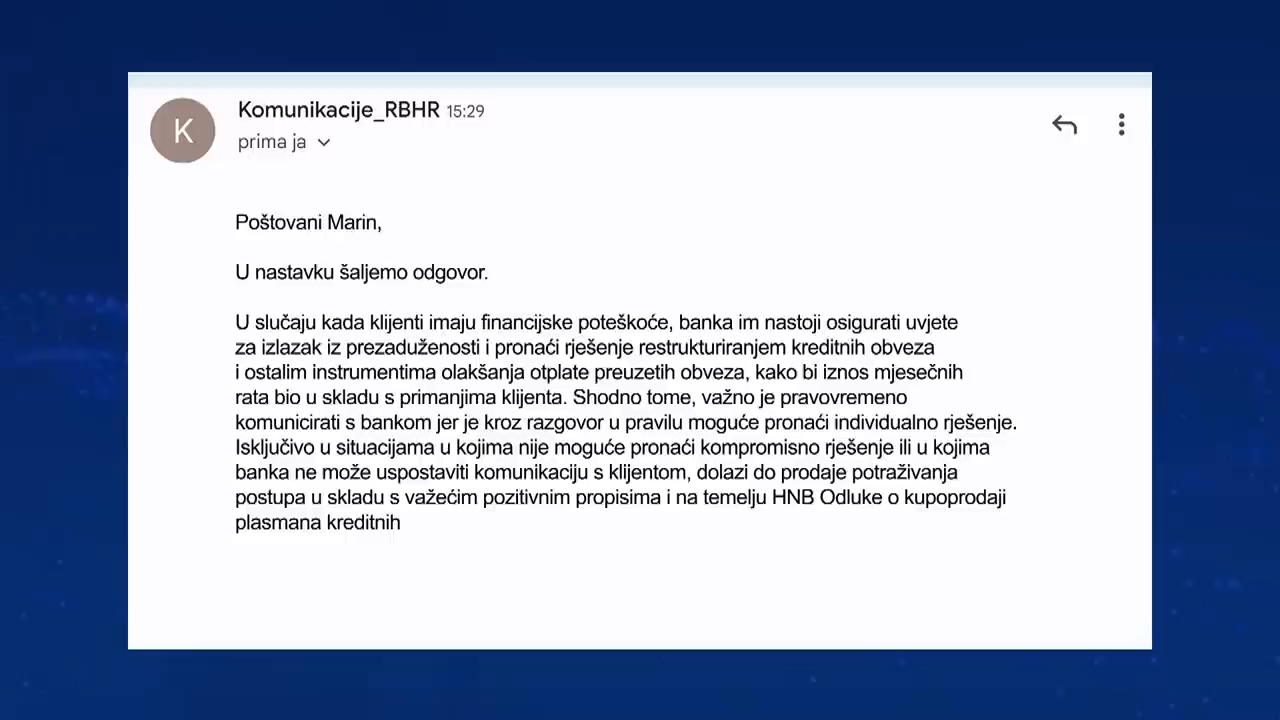 K
Komunikacije_RBHR 15:29
prima ja
Poštovani Marin,
U nastavku šaljemo odgovor.
U slučaju kada klijenti imaju financijske poteškoće, banka im nastoji osigurati uvjete
za izlazak iz prezaduženosti i pronaći rješenje restrukturiranjem kreditnih obveza
i ostalim instrumentima olakšanja otplate preuzetih obveza, kako bi iznos mjesečnih
rata bio u skladu s primanjima klijenta. Shodno tome, važno je pravovremeno
komunicirati s bankom jer je kroz razgovor u pravilu moguće pronaći individualno rješenje.
Isključivo u situacijama u kojima nije moguće pronaći kompromisno rješenje ili u kojima
banka ne može uspostaviti komunikaciju s klijentom, dolazi do prodaje potraživanja
postupa u skladu s važećim pozitivnim propisima i na temelju HNB Odluke o kupoprodaji
plasmana kreditnih